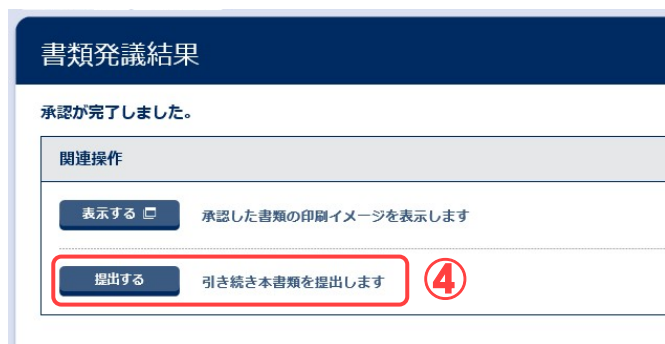 書類発議結果
承認が完了しました。
関連操作
表示する 承認した書類の印刷イメージを表示します
提出する 引き続き本書類を提出します ④